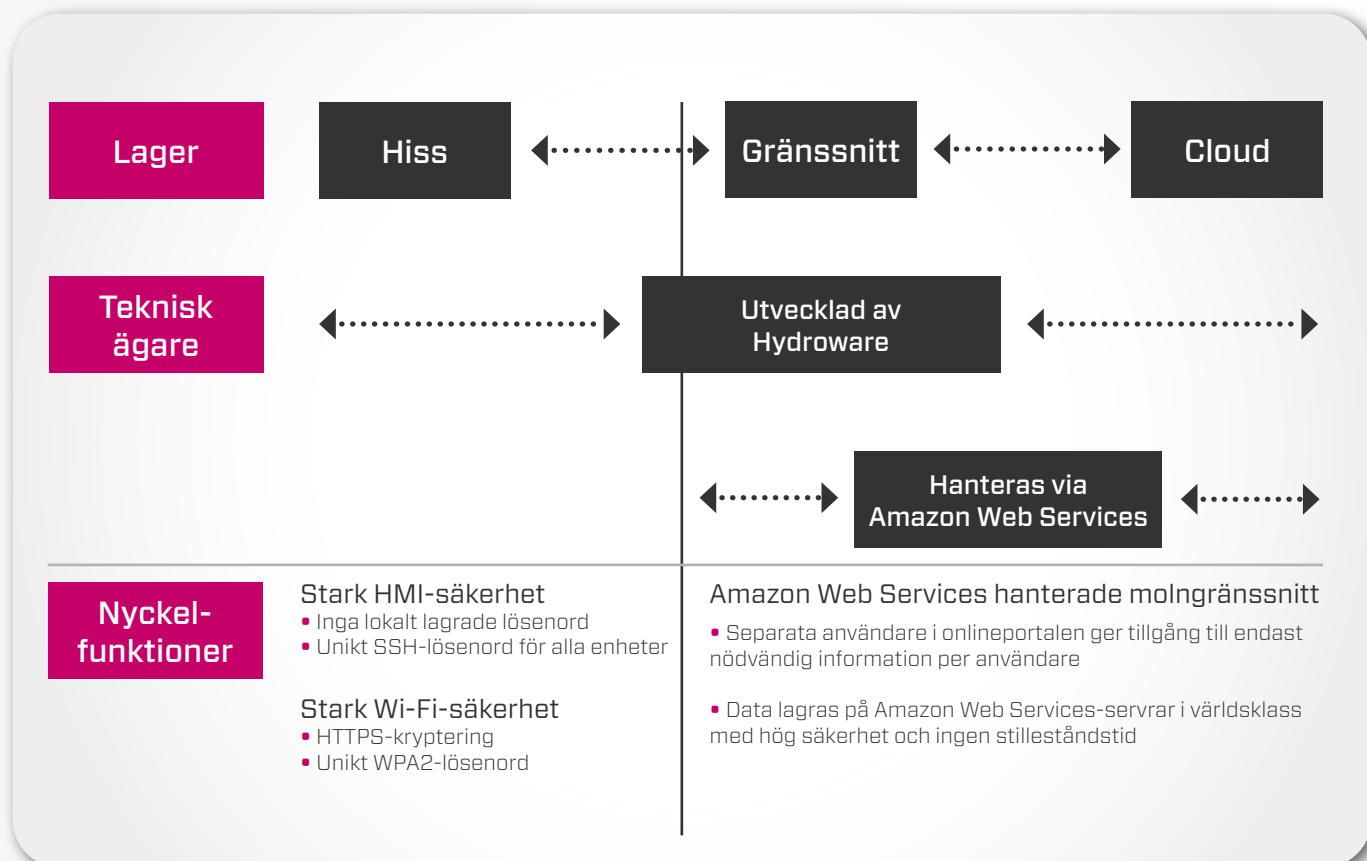 Lager
Hiss
Gränssnitt
Cloud
Teknisk
ägare
Utvecklad av
Hydroware
Hanteras via
Amazon Web Services
Nyckel-
funktioner
Stark HMI-säkerhet
• Inga lokalt lagrade lösenord
• Unikt SSH-lösenord för alla enheter
Stark Wi-Fi-säkerhet
• HTTPS-kryptering
• Unikt WPA2-lösenord
Amazon Web Services hanterade molngränssnitt
• Separata användare i onlineportalen ger tillgång till endast
nödvändig information per användare
• Data lagras på Amazon Web Services-servrar i världsklass
med hög säkerhet och ingen stilleståndstid